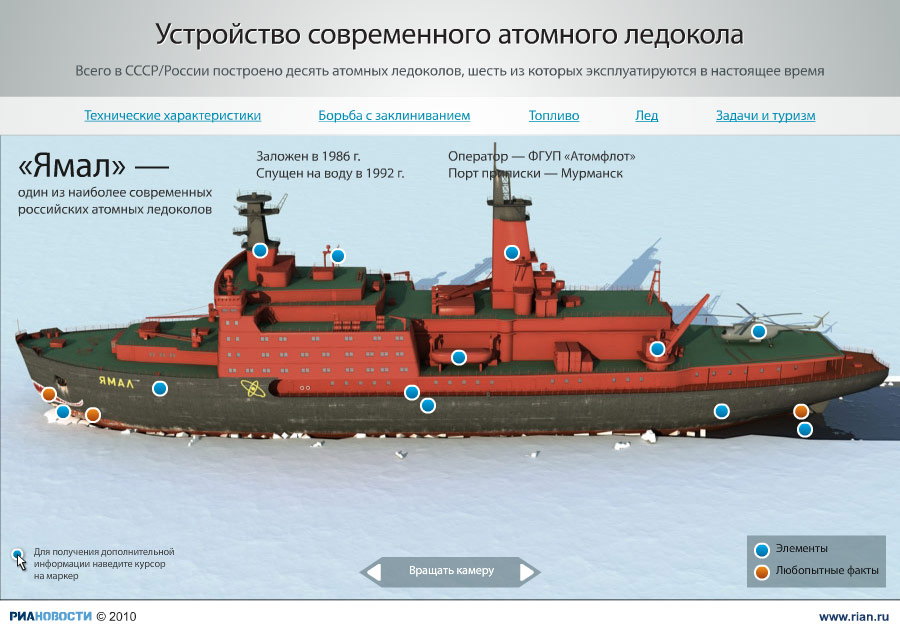 Устройство современного атомного ледокола
Всего в СССР/России построено десять атомных ледоколов, шесть из которых эксплуатируются в настоящее время
Технические характеристики Борьба с заклиниванием Топливо Лед Задачи и туризм
«Ямал» —
один из наиболее современных
российских атомных ледоколов
Заложен в 1986 г.
Спущен на воду в 1992 г.
Оператор — ФГУП «Атомфлот»
Порт приписки — Мурманск
ЯМАЛ
Для получения дополнительной
информации наведите курсор
на маркер
Вращать камеру
Элементы
Любопытные факты
РИАНОВОСТИ © 2010
www.rian.ru